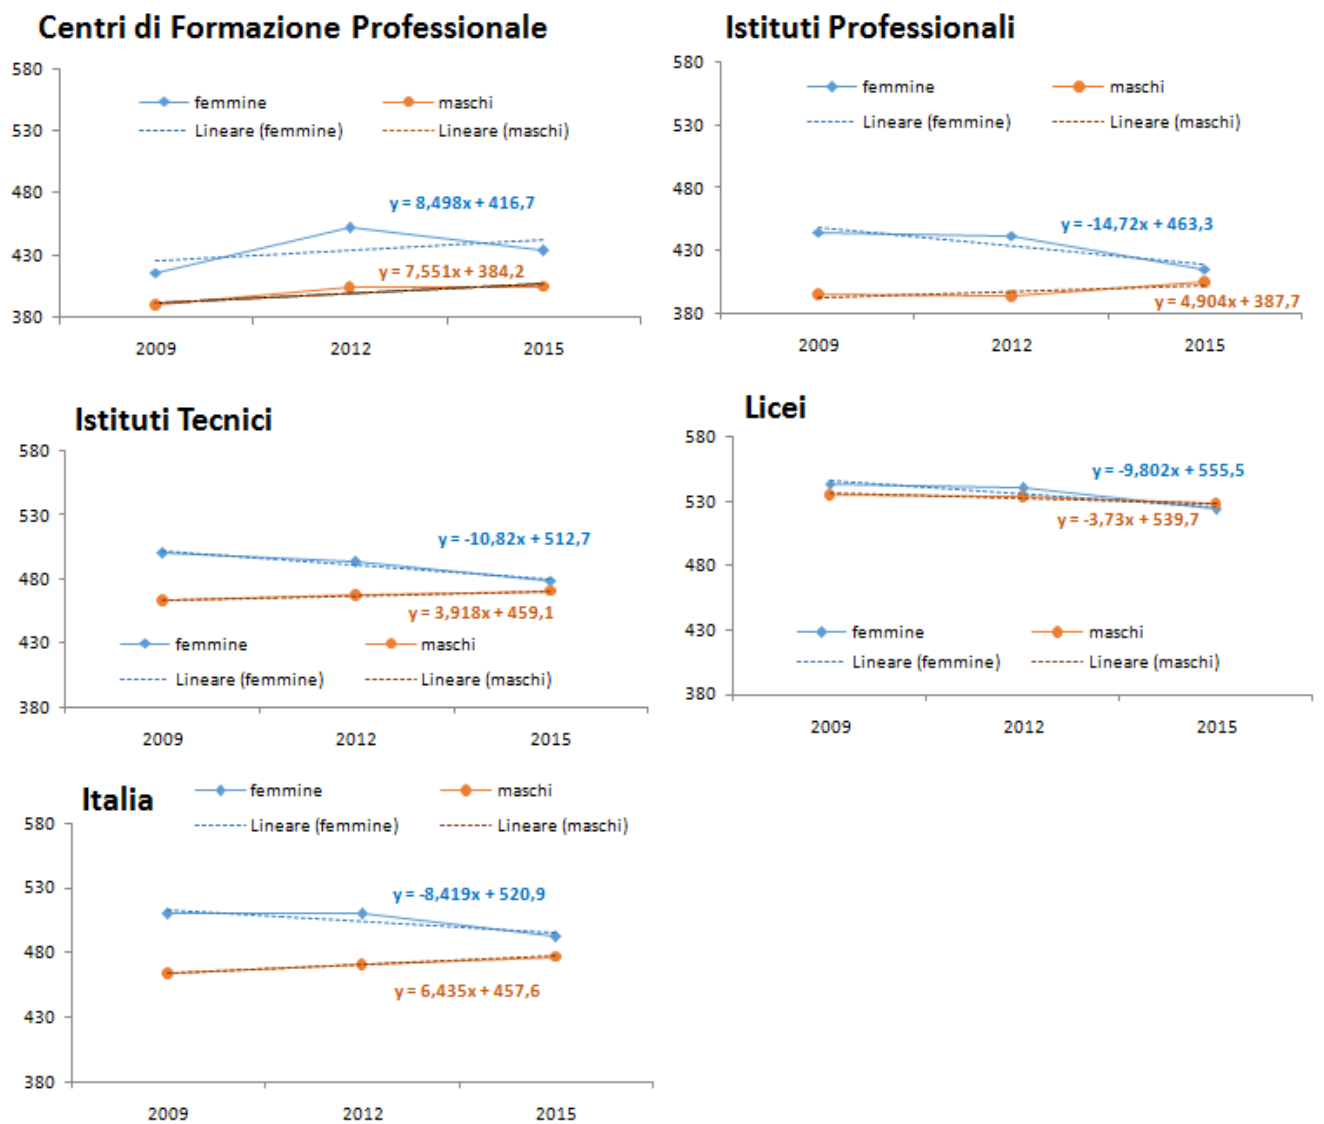 Centri di Formazione Professionale
580
530
480
430
380
femmine
maschi
Lineare (femmine)
Lineare (maschi)
y = 8,498x + 416,7
y = 7,551x + 384,2
2009
2012
2015
Istituti Professionali
580
530
480
430
380
femmine
maschi
Lineare (femmine)
Lineare (maschi)
y = -14,72x + 463,3
y = 4,904x + 387,7
2009
2012
2015
Istituti Tecnici
580
530
480
430
380
y = -10,82x + 512,7
y = 3,918x + 459,1
femmine
maschi
Lineare (femmine)
Lineare (maschi)
2009
2012
2015
Licei
580
530
480
430
380
y = -9,802x + 555,5
y = -3,73x + 539,7
femmine
maschi
Lineare (femmine)
Lineare (maschi)
2009
2012
2015
Italia
femmine
maschi
Lineare (femmine)
Lineare (maschi)
580
530
480
430
380
y = -8,419x + 520,9
y = 6,435x + 457,6
2009
2012
2015